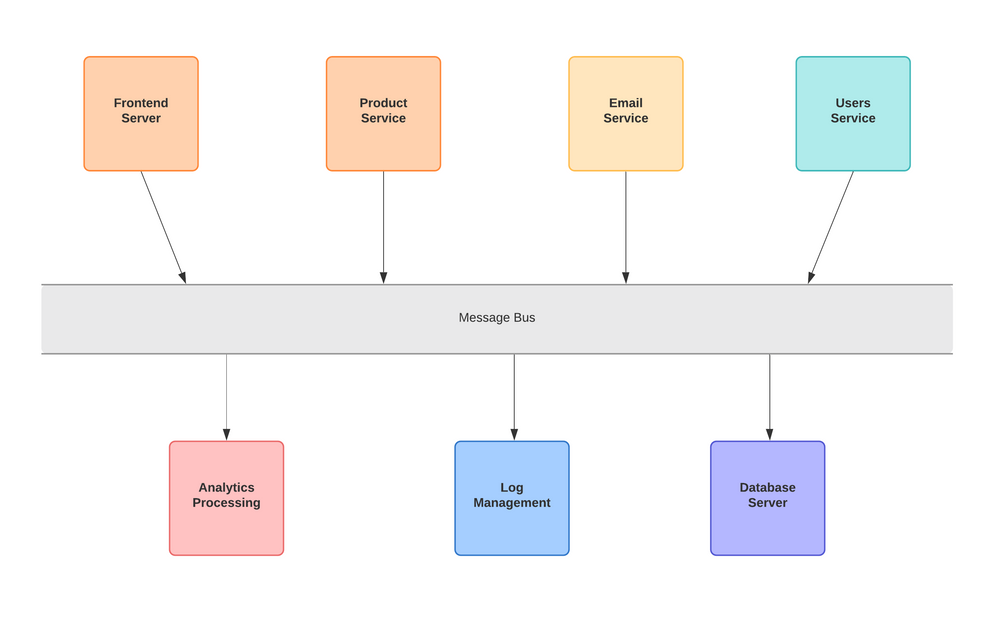 Frontend
Server
Product
Service
Email
Service
Users
Service
Message Bus
Analytics
Processing
Log
Management
Database
Server